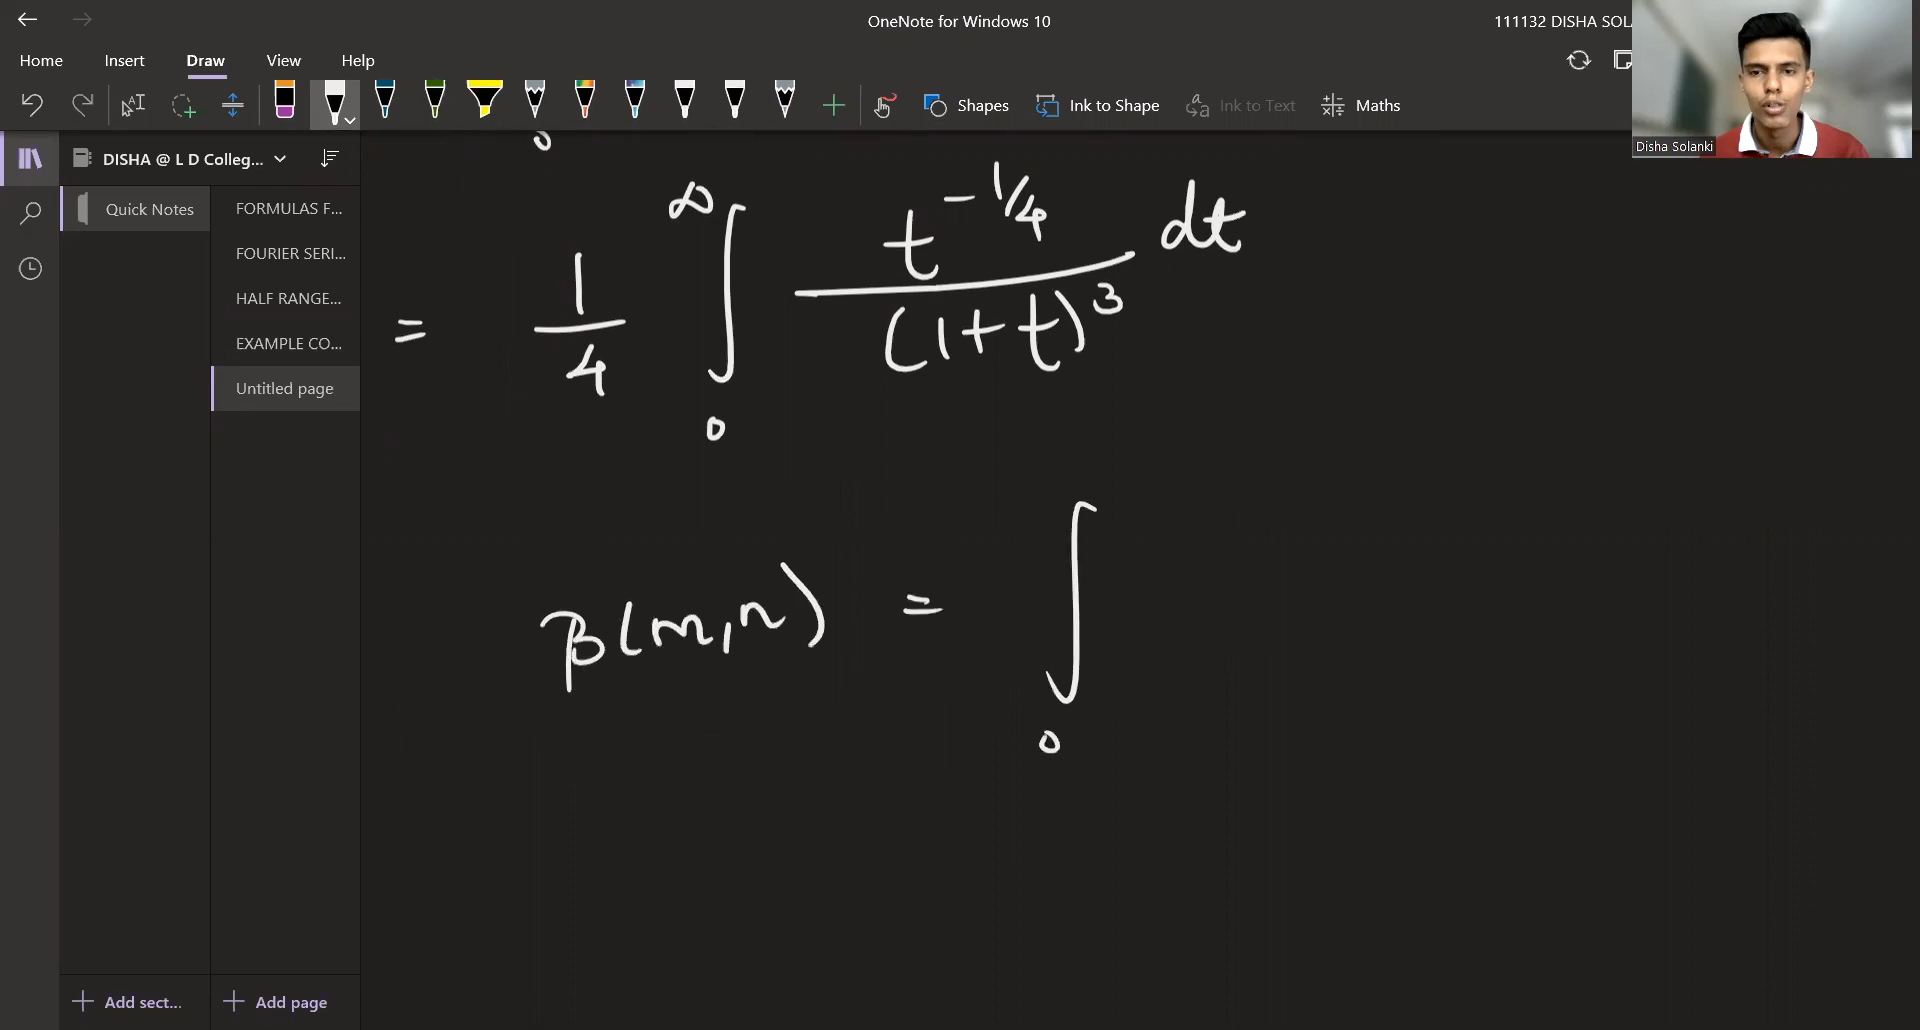 OneNote for Windows 10
111132 DISHA SOLA
Home Insert Draw View Help
Shapes Ink to Shape Ink to Text Maths
Disha Solanki
DISHA @ L D Colleg...
Quick Notes
FORMULAS F...
FOURIER SERI...
HALF RANGE...
EXAMPLE CO...
Untitled page
= 1/4 ∫₀^∞ t^(-1/4) / (1+t)^3 dt
β(m,n) = ∫₀
+ Add sect...
+ Add page